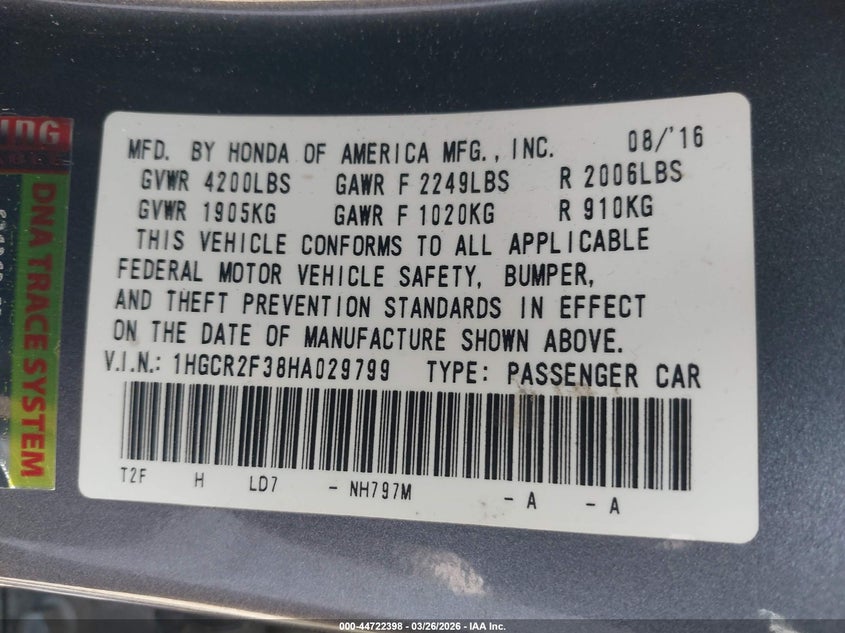 IDG
DNA TRACE SYSTEM
MFD. BY HONDA OF AMERICA MFG., INC. 08/'16
GVWR 4200LBS GAWR F 2249LBS R 2006LBS
GVWR 1905KG GAWR F 1020KG R 910KG
THIS VEHICLE CONFORMS TO ALL APPLICABLE
FEDERAL MOTOR VEHICLE SAFETY, BUMPER,
AND THEFT PREVENTION STANDARDS IN EFFECT
ON THE DATE OF MANUFACTURE SHOWN ABOVE.
V.I.N.: 1HGCR2F38HA029799 TYPE: PASSENGER CAR
T2F H LD7 - NH797M - A - A
000-44722398 - 03/26/2026 - IAA Inc.